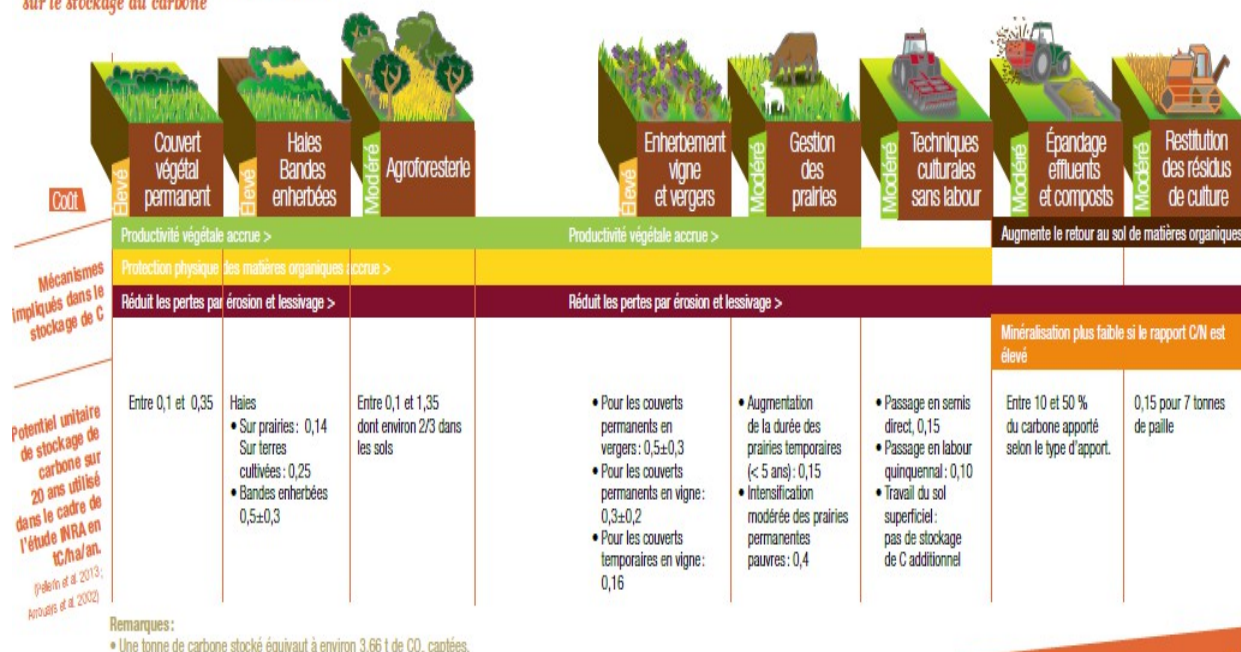 sur le stockage du carbone
Coût
Élevé
Couvert
végétal
permanent
Élevé
Haies
Bandes
enherbées
Modéré
Agroforesterie
Élevé
Enherbement
vigne
et vergers
Modéré
Gestion
des
prairies
Modéré
Techniques
culturales
sans labour
Modéré
Épandage
effluents
et composts
Modéré
Restitution
des résidus
de culture
Mécanismes
impliqués dans le
stockage de C
Productivité végétale accrue >
Productivité végétale accrue >
Augmente le retour au sol de matières organiques
Protection physique des matières organiques accrue >
Réduit les pertes par érosion et lessivage >
Réduit les pertes par érosion et lessivage >
Minéralisation plus faible si le rapport C/N est
élevé
Potentiel unitaire
de stockage de
carbone sur
20 ans utilisé
dans le cadre de
l'étude INRA en
tC/ha/an.
(Pellerin et al. 2013;
Arrouays et al. 2002)
Entre 0,1 et 0,35
Haies
• Sur prairies : 0,14
Sur terres
cultivées : 0,25
• Bandes enherbées
0,5±0,3
Entre 0,1 et 1,35
dont environ 2/3 dans
les sols
• Pour les couverts
permanents en
vergers : 0,5±0,3
• Pour les couverts
permanents en vigne :
0,3±0,2
• Pour les couverts
temporaires en vigne :
0,16
• Augmentation
de la durée des
prairies temporaires
(< 5 ans) : 0,15
• Intensification
modérée des prairies
permanentes
pauvres : 0,4
• Passage en semis
direct, 0,15
• Passage en labour
quinquennal : 0,10
• Travail du sol
superficiel :
pas de stockage
de C additionnel
Entre 10 et 50 %
du carbone apporté
selon le type d'apport.
0,15 pour 7 tonnes
de paille
Remarques :
• Une tonne de carbone stocké équivaut à environ 3,66 t de CO₂ captées.